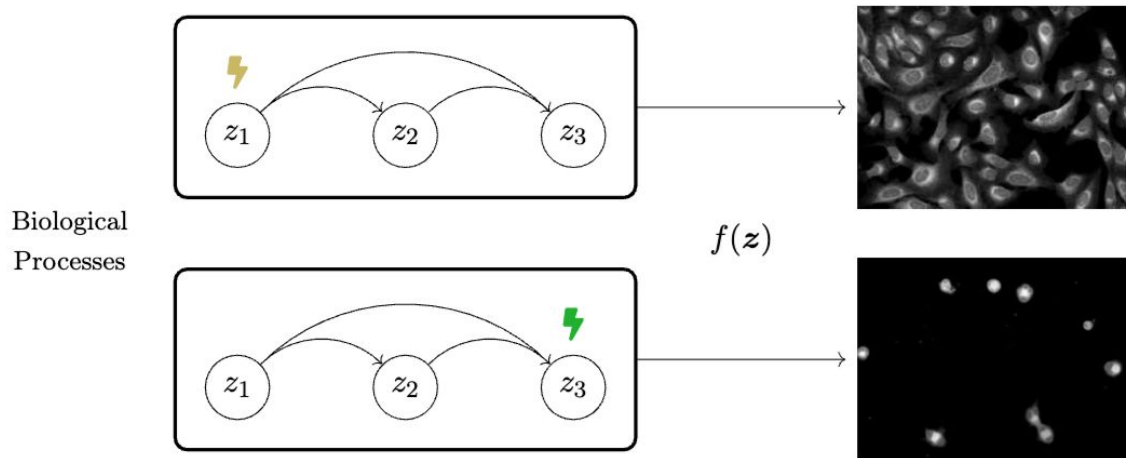 z₁ z₂ z₃
Biological
Processes
f(z)
z₁ z₂ z₃